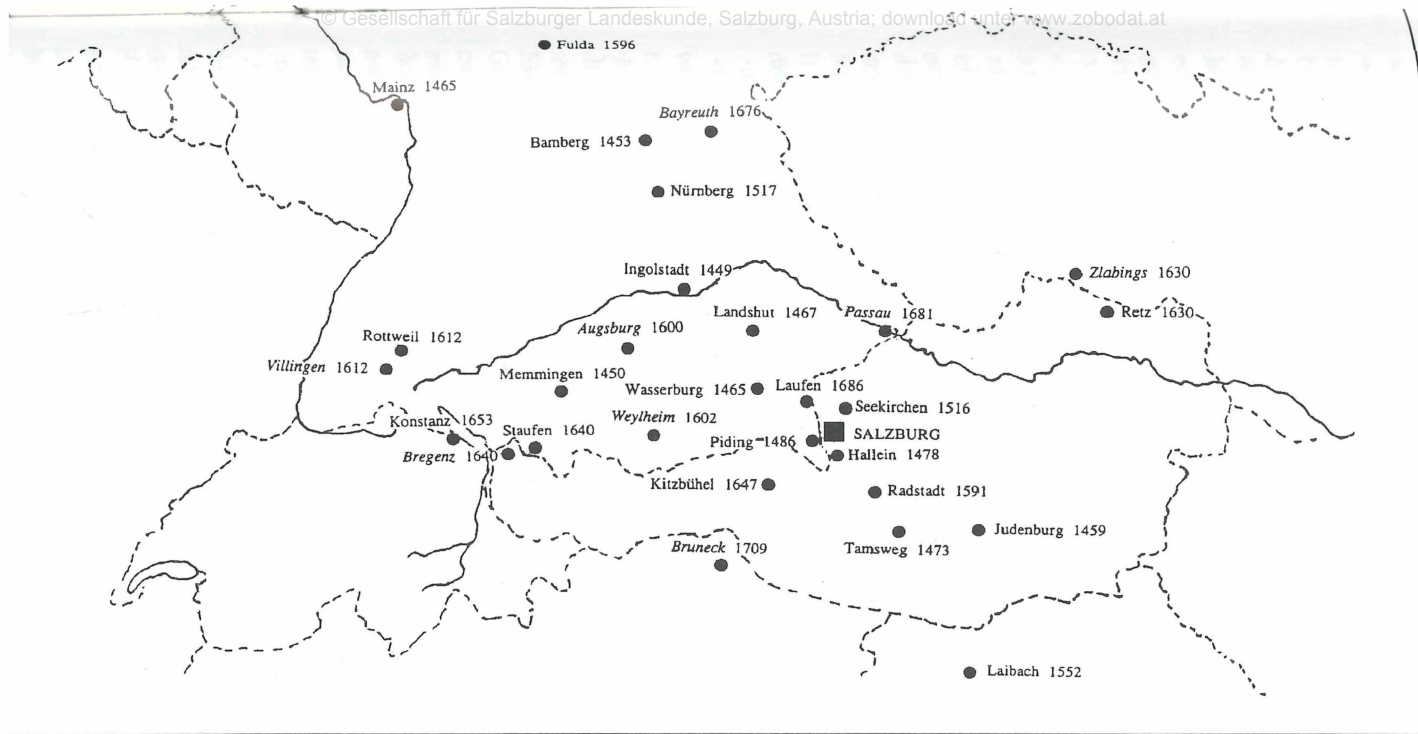 © Gesellschaft für Salzburger Landeskunde, Salzburg, Austria; download unter www.zobodat.at
Fulda 1596
Mainz 1465
Bayreuth 1676
Bamberg 1453
Nürnberg 1517
Ingolstadt 1449
Zlabings 1630
Landshut 1467
Passau 1681
Retz 1630
Augsburg 1600
Rottweil 1612
Villingen 1612
Memmingen 1450
Wasserburg 1465
Laufen 1686
Seekirchen 1516
Weylheim 1602
Konstanz 1653
Staufen 1640
SALZBURG
Piding 1486
Bregenz 1640
Hallein 1478
Kitzbühel 1647
Radstadt 1591
Judenburg 1459
Tamsweg 1473
Bruneck 1709
Laibach 1552